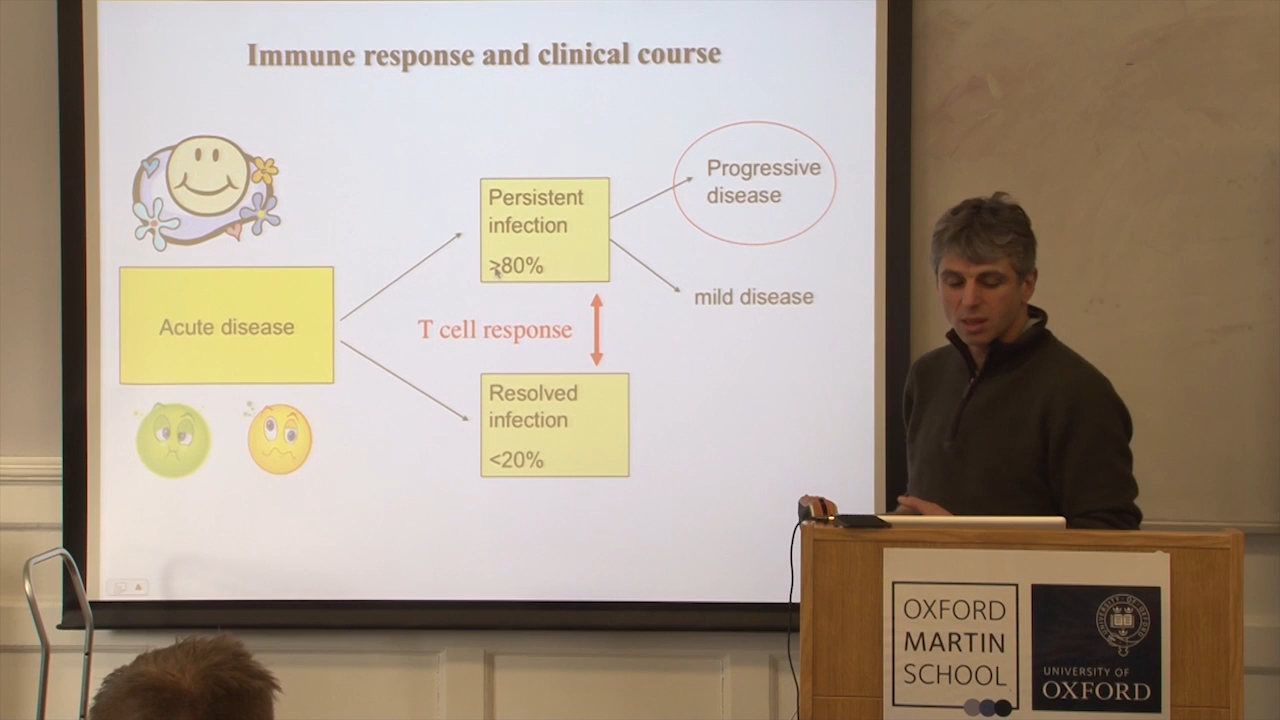 Immune response and clinical course
Progressive
disease
Persistent
infection
>80%
mild disease
Acute disease
T cell response
Resolved
infection
<20%
OXFORD
MARTIN
SCHOOL
UNIVERSITY OF
OXFORD